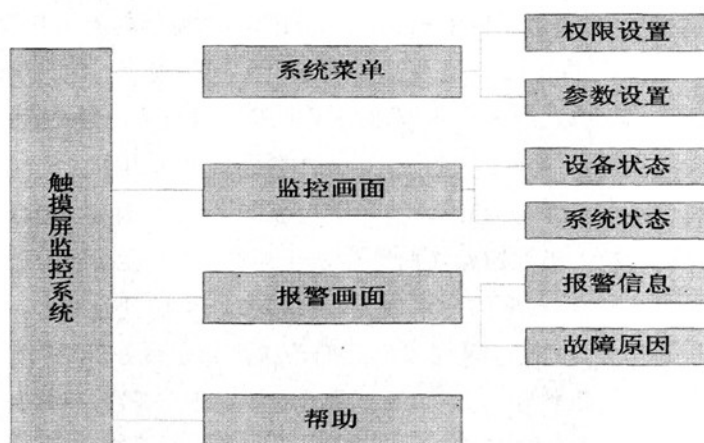 触摸屏监控系统
系统菜单
权限设置
参数设置
监控画面
设备状态
系统状态
报警画面
报警信息
故障原因
帮助